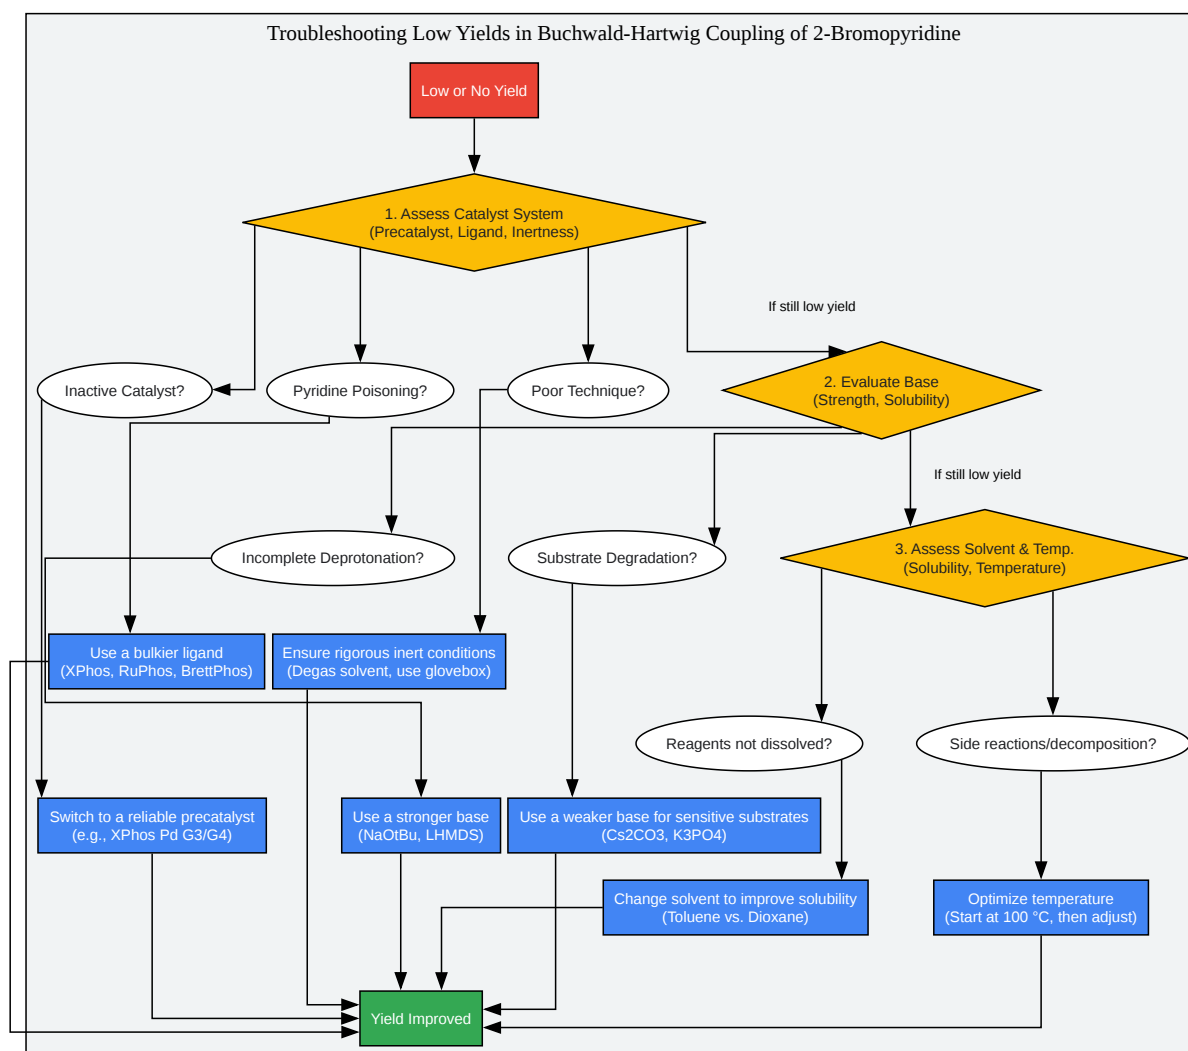 Troubleshooting Low Yields in Buchwald-Hartwig Coupling of 2-Bromopyridine
Low or No Yield
1. Assess Catalyst System
(Precatalyst, Ligand, Inertness)
If still low yield
Inactive Catalyst?
Pyridine Poisoning?
Poor Technique?
2. Evaluate Base
(Strength, Solubility)
If still low yield
Incomplete Deprotonation?
Substrate Degradation?
3. Assess Solvent & Temp.
(Solubility, Temperature)
Use a bulkier ligand
(XPhos, RuPhos, BrettPhos)
Ensure rigorous inert conditions
(Degas solvent, use glovebox)
Reagents not dissolved?
Side reactions/decomposition?
Switch to a reliable precatalyst
(e.g., XPhos Pd G3/G4)
Use a stronger base
(NaOtBu, LHMDS)
Use a weaker base for sensitive substrates
(Cs2CO3, K3PO4)
Change solvent to improve solubility
(Toluene vs. Dioxane)
Optimize temperature
(Start at 100 °C, then adjust)
Yield Improved